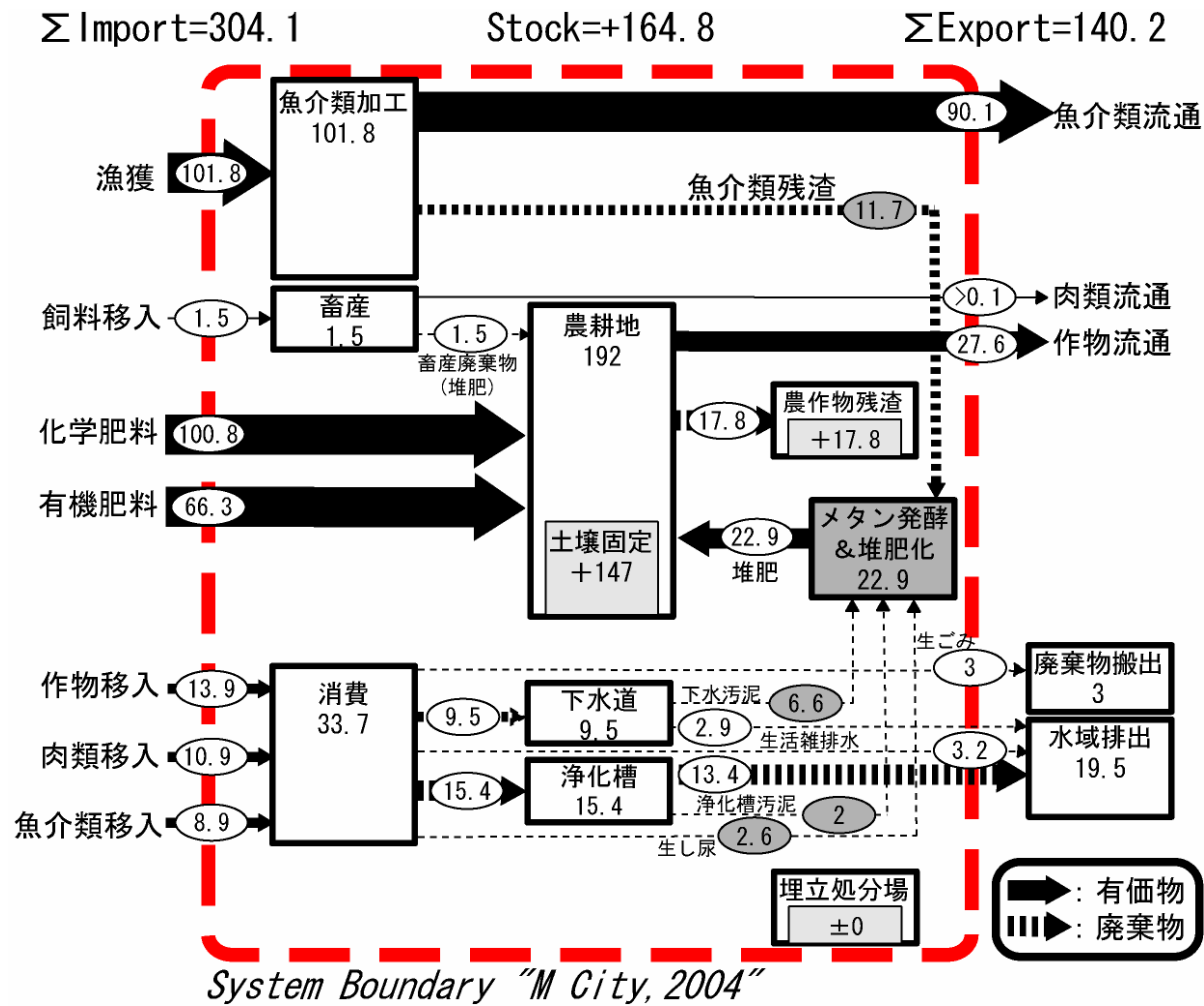 ΣImport=304.1
Stock=+164.8
ΣExport=140.2
魚介類加工
101.8
90.1
魚介類流通
漁獲
101.8
魚介類残渣
11.7
飼料移入
1.5
畜産
1.5
1.5
畜産廃棄物
(堆肥)
農耕地
192
>0.1
肉類流通
27.6
作物流通
化学肥料
100.8
17.8
農作物残渣
+17.8
有機肥料
66.3
土壌固定
+147
22.9
堆肥
メタン発酵
&堆肥化
22.9
作物移入
13.9
消費
33.7
生ごみ
3
廃棄物搬出
3
9.5
下水道
9.5
下水汚泥
6.6
2.9
生活雑排水
肉類移入
10.9
3.2
水域排出
19.5
15.4
浄化槽
15.4
13.4
浄化槽汚泥
2
魚介類移入
8.9
生し尿
2.6
埋立処分場
±0
: 有価物
: 廃棄物
System Boundary "M City, 2004"